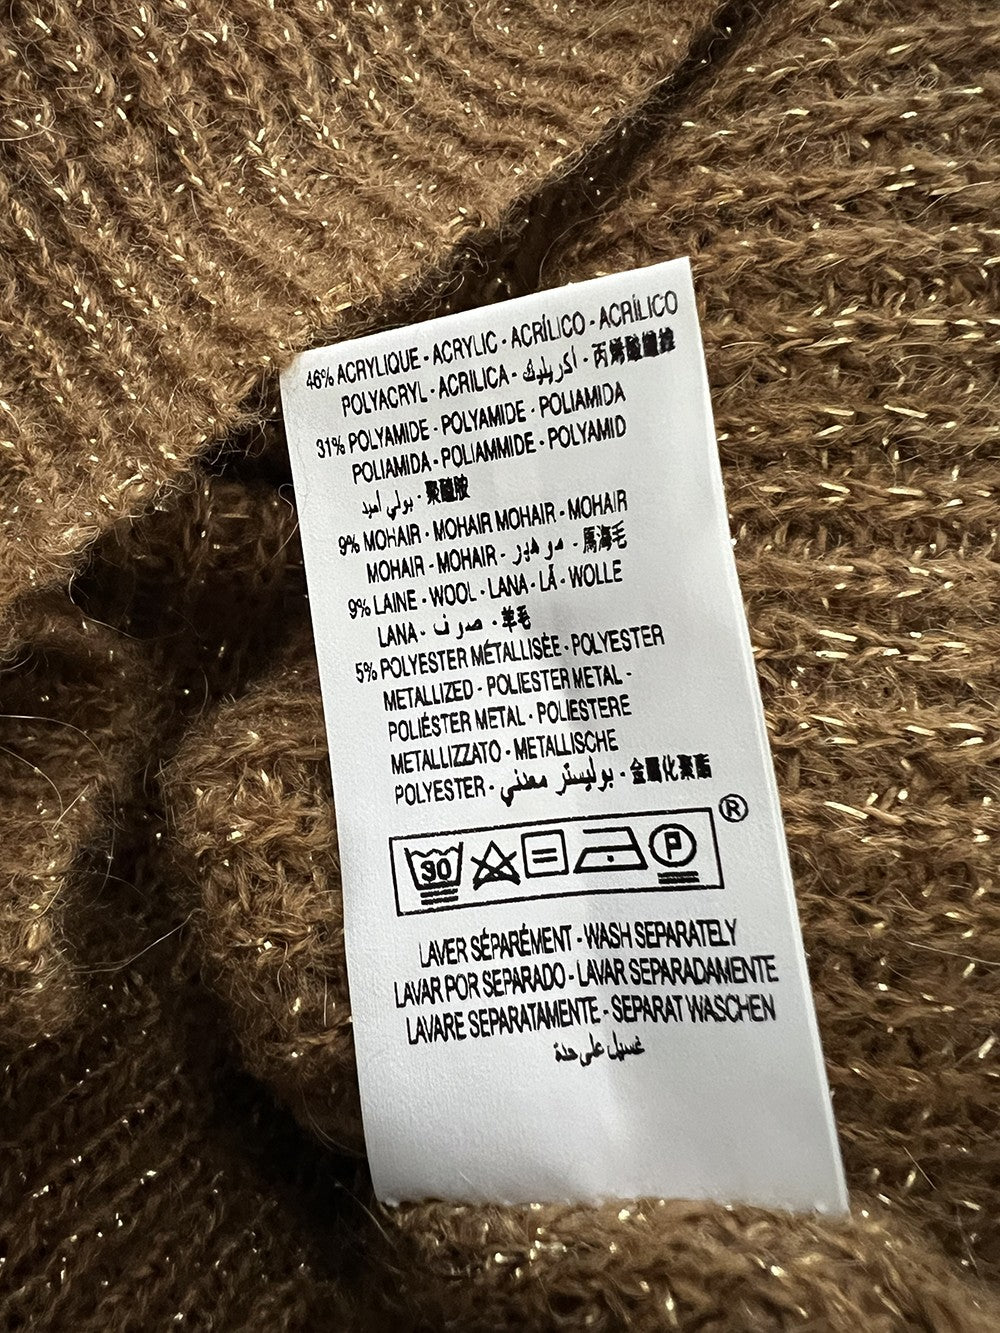 46% ACRYLIQUE - ACRYLIC - ACRÍLICO - ACRÍLICO
POLYACRYL - ACRILICA - أكريليك - 丙烯酸纖維
31% POLYAMIDE - POLYAMIDE - POLIAMIDA
POLIAMIDA - POLIAMMIDE - POLYAMID
بولي أميد - 聚醯胺
9% MOHAIR - MOHAIR MOHAIR - MOHAIR
MOHAIR - MOHAIR - موهير - 馬海毛
9% LAINE - WOOL - LANA - LÁ - WOLLE
LANA - صوف - 羊毛
5% POLYESTER MÉTALLISÉE - POLYESTER
METALLIZED - POLIESTER METAL -
POLIÉSTER METAL - POLIESTERE
METALLIZZATO - METALLISCHE
POLYESTER - بوليستر معدني - 金屬化聚酯
30 P ®
LAVER SÉPARÉMENT - WASH SEPARATELY
LAVAR POR SEPARADO - LAVAR SEPARADAMENTE
LAVARE SEPARATAMENTE - SEPARAT WASCHEN
غسيل على حدة